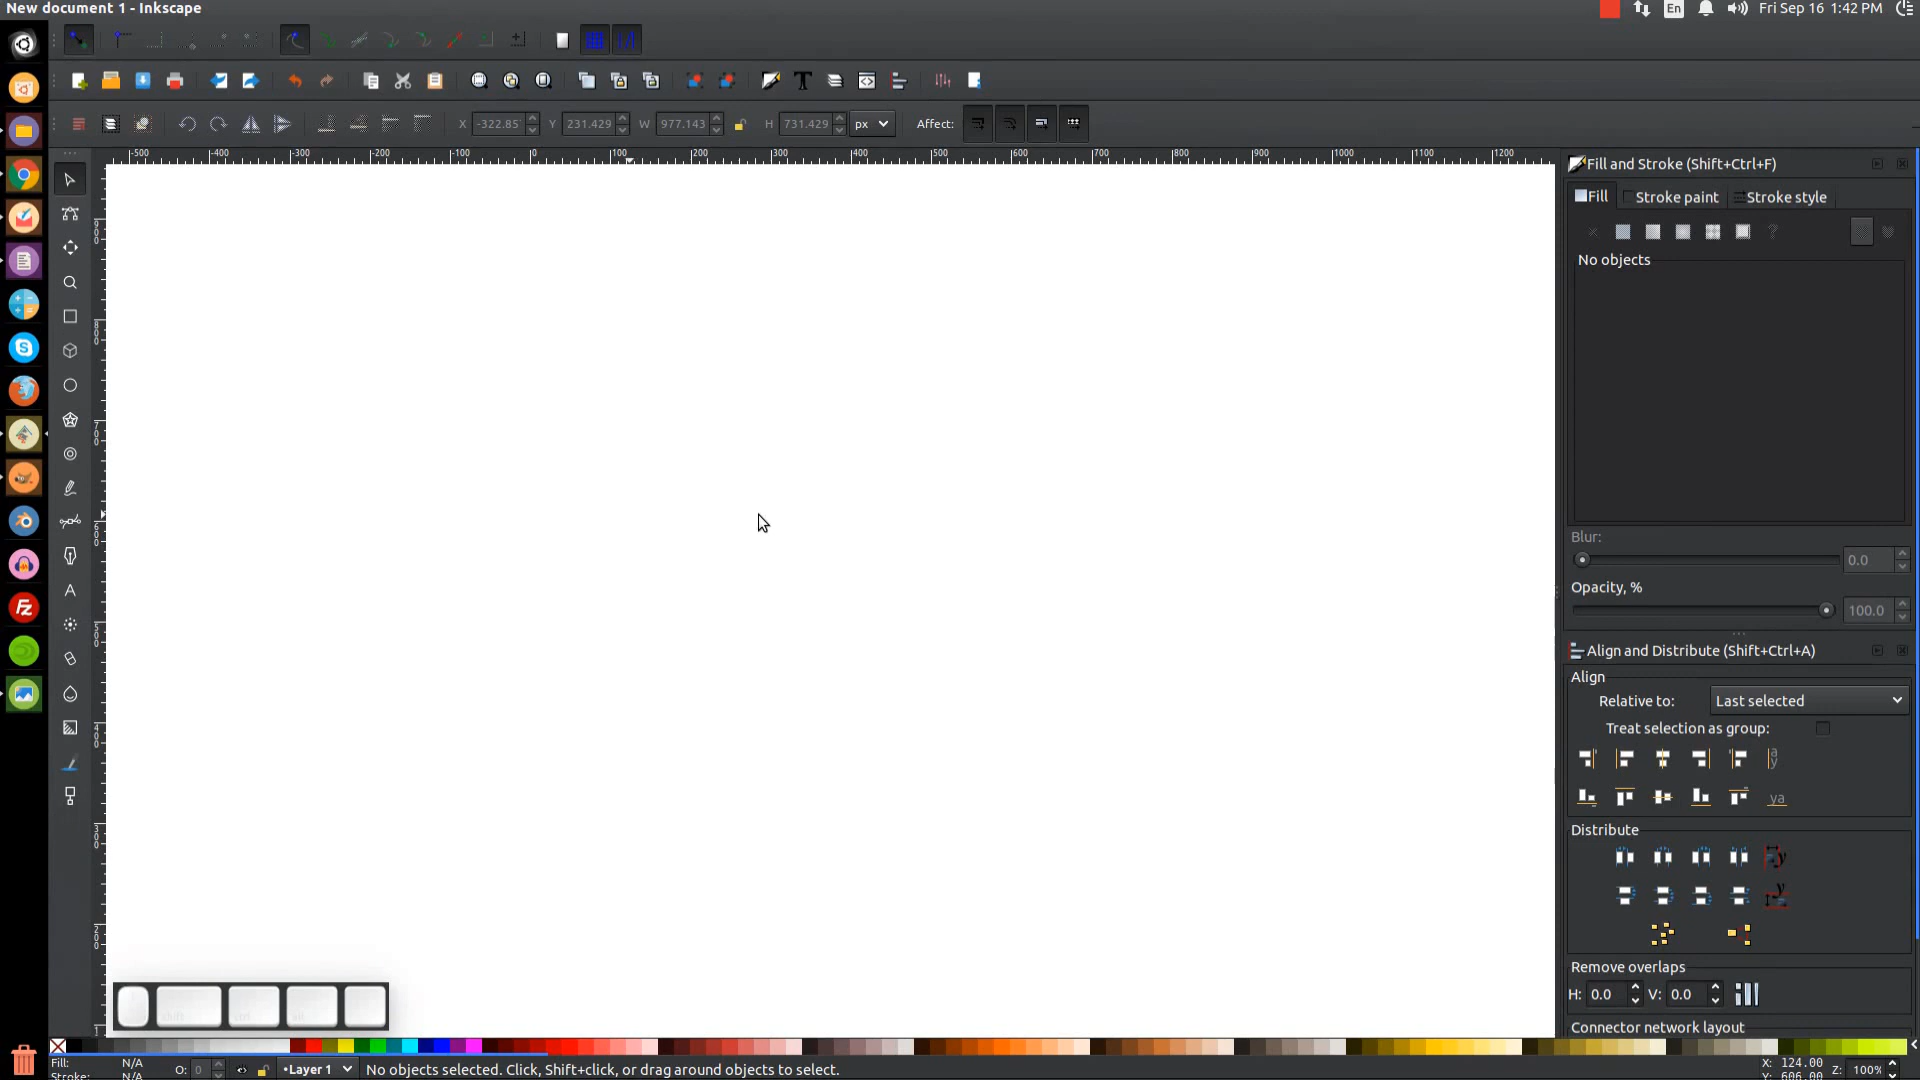 New document 1 - Inkscape
En
Fri Sep 16 1:42 PM
X
-322.85
Y
231.429
W
977.143
H
731.429
px
Affect:
-500
-400
-300
-200
-100
0
100
200
300
400
500
600
700
800
900
1000
1100
1200
Fill and Stroke (Shift+Ctrl+F)
Fill
Stroke paint
Stroke style
No objects
Blur:
0.0
Opacity, %
100.0
Align and Distribute (Shift+Ctrl+A)
Align
Relative to:
Last selected
Treat selection as group:
Distribute
Remove overlaps
H:
0.0
V:
0.0
Connector network layout
Fill:
N/A
Stroke:
N/A
O:
0
•Layer 1
No objects selected. Click, Shift+click, or drag around objects to select.
X:
124.00
Y:
606.00
Z:
100%